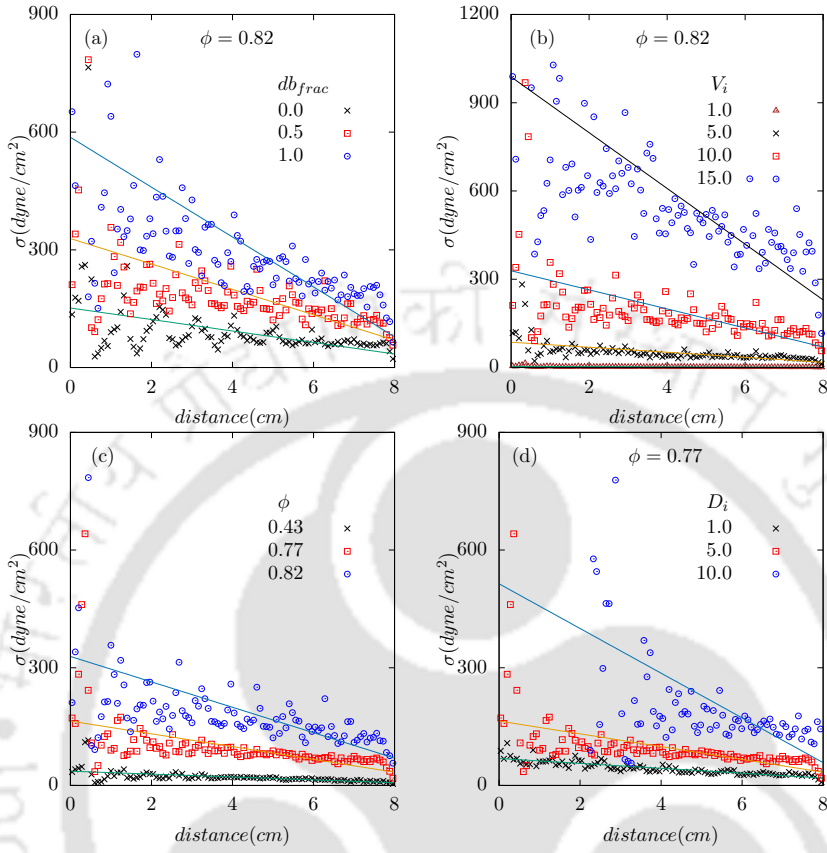 (a) ϕ = 0.82
db_frac
0.0
0.5
1.0
900
600
300
0
σ(dyne/cm²)
0 2 4 6 8
distance(cm)
(b) ϕ = 0.82
V_i
1.0
5.0
10.0
15.0
1200
900
600
300
0
σ(dyne/cm²)
0 2 4 6 8
distance(cm)
(c)
ϕ
0.43
0.77
0.82
900
600
300
0
σ(dyne/cm²)
0 2 4 6 8
distance(cm)
(d) ϕ = 0.77
D_i
1.0
5.0
10.0
900
600
300
0
σ(dyne/cm²)
0 2 4 6 8
distance(cm)